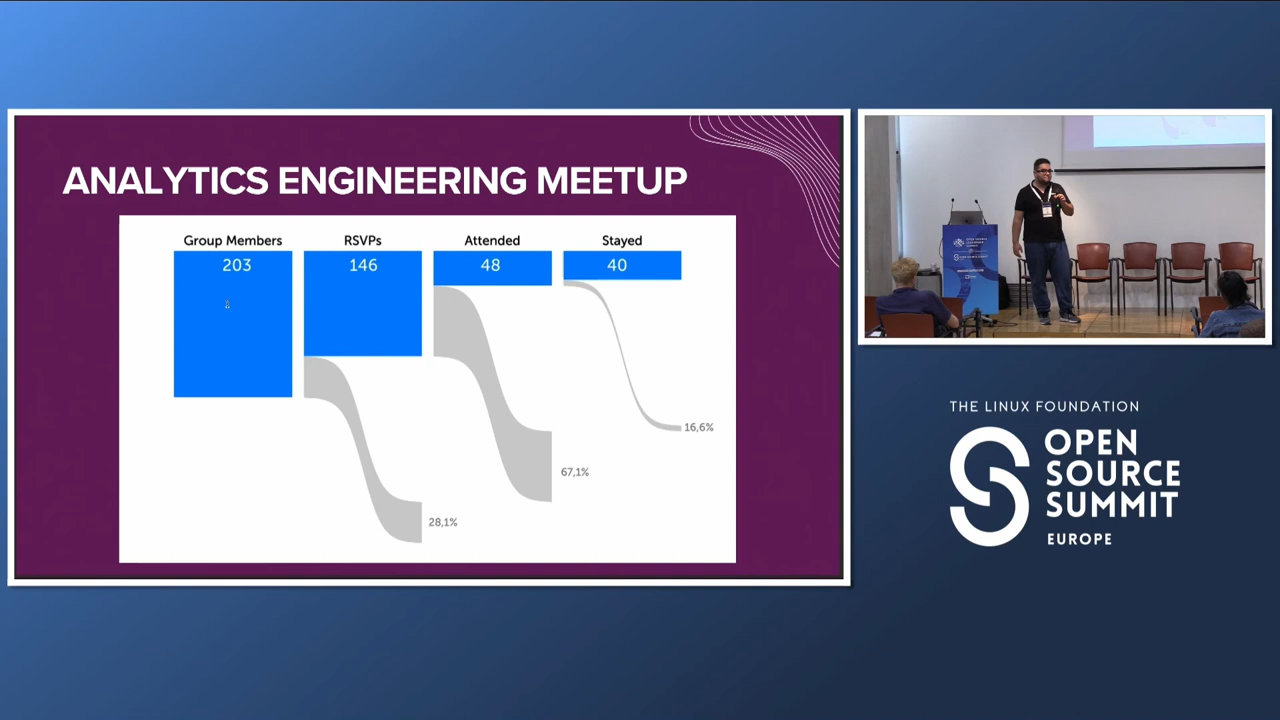 ANALYTICS ENGINEERING MEETUP
Group Members
RSVPs
Attended
Stayed
203
146
48
40
16,6%
67,1%
28,1%
THE LINUX FOUNDATION
OPEN
SOURCE
SUMMIT
EUROPE